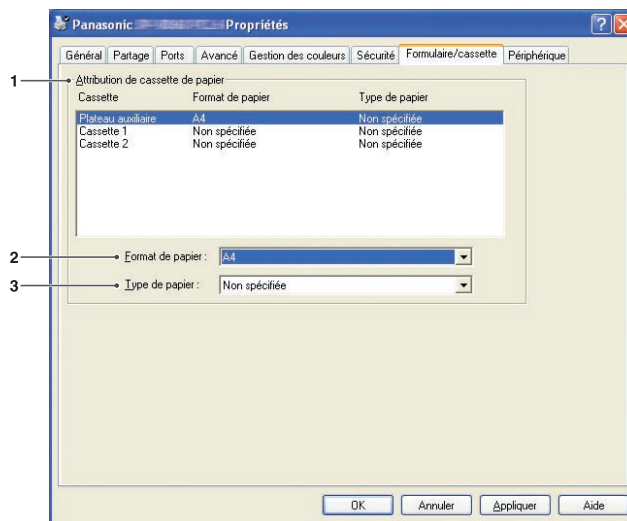 Panasonic Propriétés
Général Partage Ports Avancé Gestion des couleurs Sécurité Formulaire/cassette Périphérique
1 Attribution de cassette de papier
Cassette Format de papier Type de papier
Plateau auxiliaire A4 Non spécifiée
Cassette 1 Non spécifiée Non spécifiée
Cassette 2 Non spécifiée Non spécifiée
2 Format de papier : A4
3 Type de papier : Non spécifiée
OK Annuler Appliquer Aide